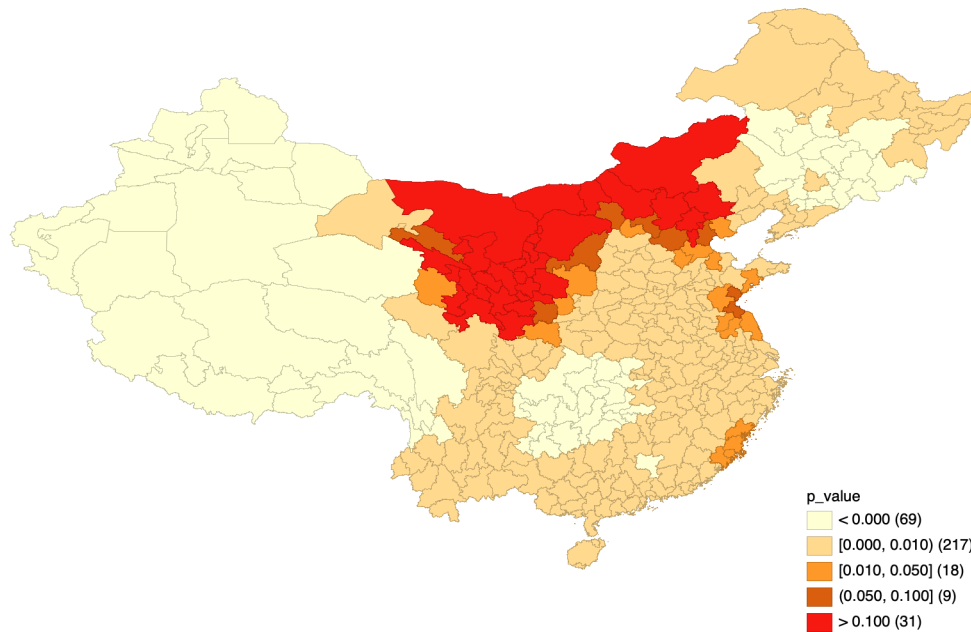 p_value
< 0.000 (69)
[0.000, 0.010) (217)
[0.010, 0.050] (18)
(0.050, 0.100] (9)
> 0.100 (31)